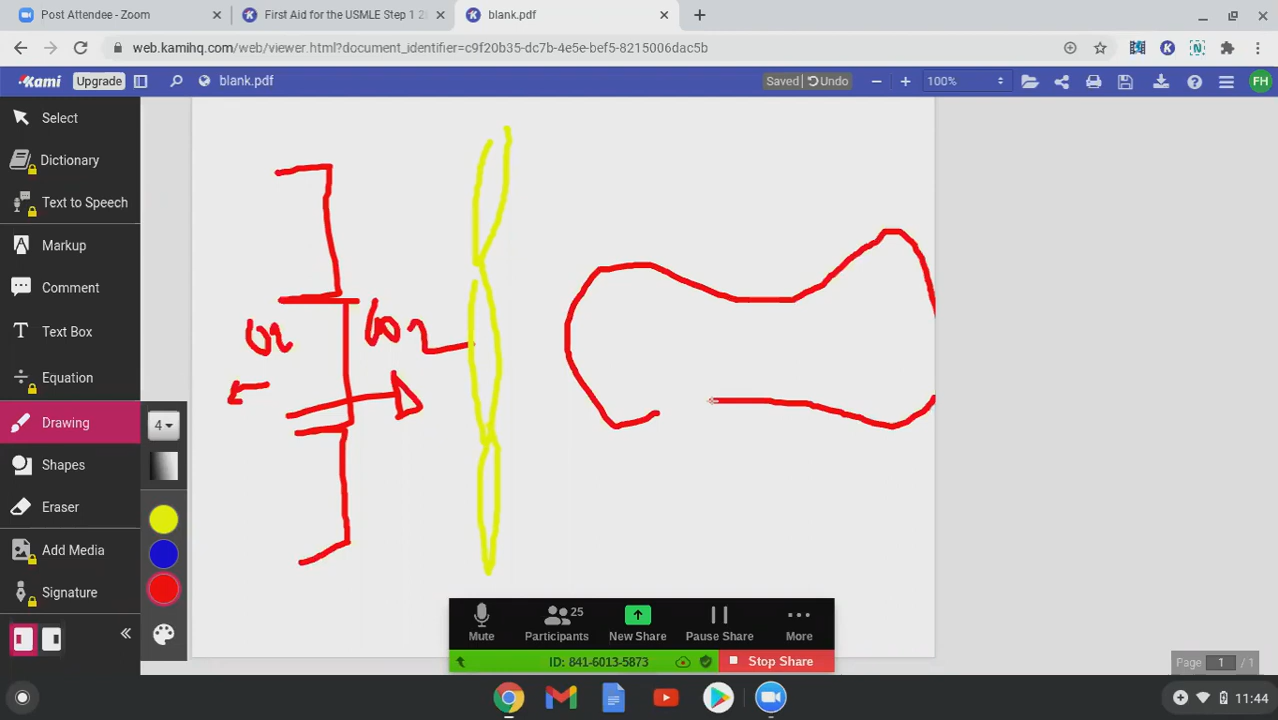 Post Attendee - Zoom
First Aid for the USMLE Step 1 2
blank.pdf
web.kamihq.com/web/viewer.html?document_identifier=c9f20b35-dc7b-4e5e-bef5-8215006dac5b
Kami
Upgrade
blank.pdf
Saved
Undo
100%
FH
Select
Dictionary
Text to Speech
Markup
Comment
Text Box
Equation
Drawing
4
Shapes
Eraser
Add Media
Signature
25
Mute
Participants
New Share
Pause Share
More
ID: 841-6013-5873
Stop Share
Page 1 / 1
11:44